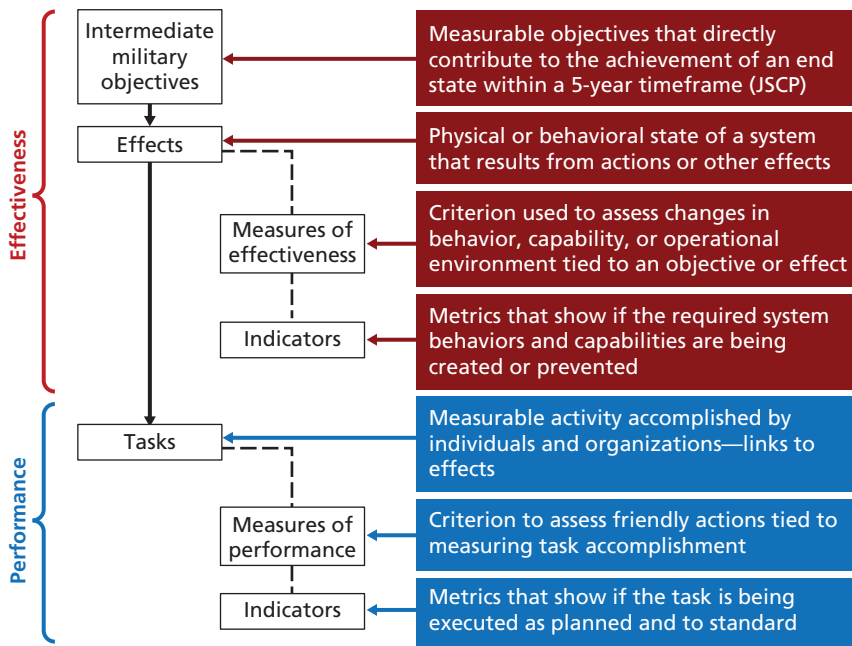 Effectiveness
Intermediate
military
objectives
Measurable objectives that directly
contribute to the achievement of an end
state within a 5-year timeframe (JSCP)
Effects
Physical or behavioral state of a system
that results from actions or other effects
Measures of
effectiveness
Criterion used to assess changes in
behavior, capability, or operational
environment tied to an objective or effect
Indicators
Metrics that show if the required system
behaviors and capabilities are being
created or prevented
Performance
Tasks
Measurable activity accomplished by
individuals and organizations—links to
effects
Measures of
performance
Criterion to assess friendly actions tied to
measuring task accomplishment
Indicators
Metrics that show if the task is being
executed as planned and to standard